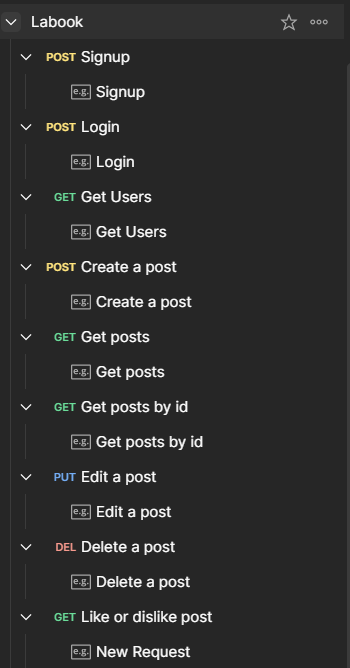 Labook
POST Signup
e.g. Signup
POST Login
e.g. Login
GET Get Users
e.g. Get Users
POST Create a post
e.g. Create a post
GET Get posts
e.g. Get posts
GET Get posts by id
e.g. Get posts by id
PUT Edit a post
e.g. Edit a post
DEL Delete a post
e.g. Delete a post
GET Like or dislike post
e.g. New Request